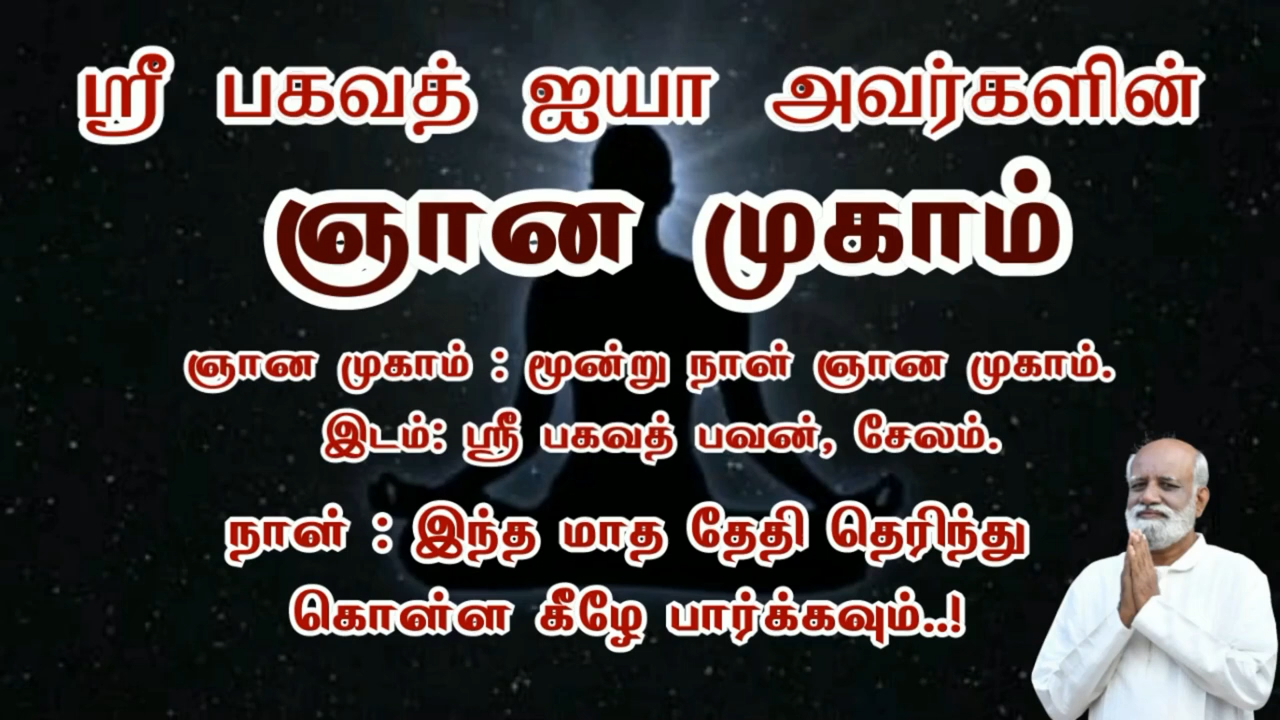 ஸ்ரீ பகவத் ஐயா அவர்களின்
ஞான முகாம்
ஞான முகாம் : மூன்று நாள் ஞான முகாம்.
இடம்: ஸ்ரீ பகவத் பவன், சேலம்.
நாள் : இந்த மாத தேதி தெரிந்து
கொள்ள கீழே பார்க்கவும்..!